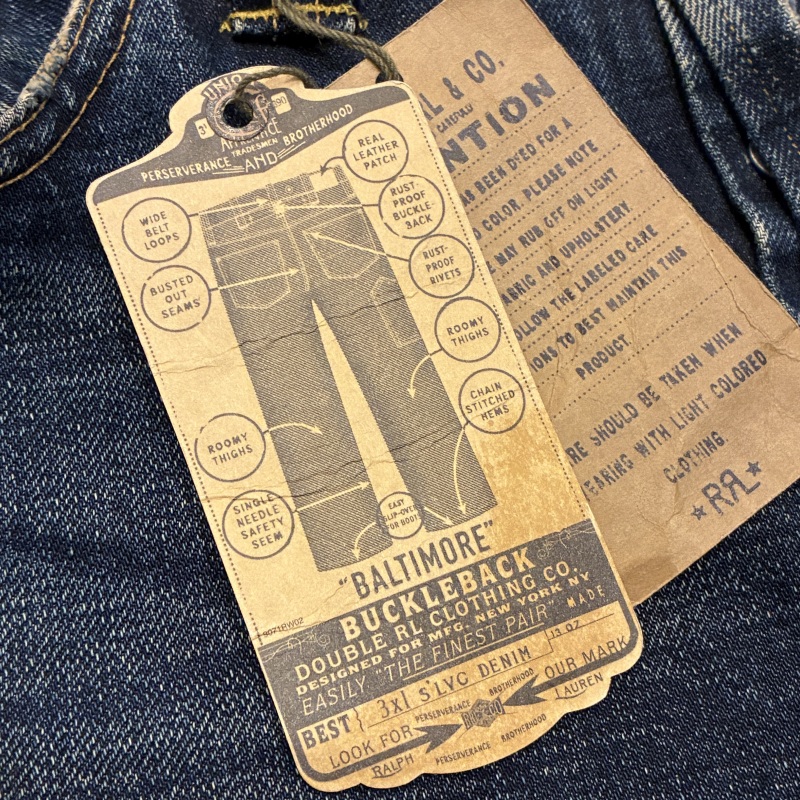 UNION
APPRENTICE
TRADESMEN
PERSERVERANCE AND BROTHERHOOD
REAL
LEATHER
PATCH
WIDE
BELT
LOOPS
RUST-
PROOF
BUCKLE-
BACK
BUSTED
OUT
SEAMS
RUST-
PROOF
RIVETS
ROOMY
THIGHS
CHAIN
STITCHED
HEMS
ROOMY
THIGHS
SINGLE
NEEDLE
SAFETY
SEEM
EASY
SLIP-OVER
FOR BOOTS
"BALTIMORE"
9071BW02
BUCKLEBACK
DOUBLE RL CLOTHING CO.
DESIGNED FOR MFG. NEW YORK NY
EASILY "THE FINEST PAIR" MADE
BEST} 3x1 S'LVG DENIM 13 OZ
LOOK FOR OUR MARK
PERSERVERANCE BROTHERHOOD
RALPH LAUREN
PERSERVERANCE BROTHERHOOD
L & CO.
CAREFULLY
NTION
AS BEEN DYED FOR A
COLOR. PLEASE NOTE
MAY RUB OFF ON LIGHT
ABRIC AND UPHOLSTERY.
OLLOW THE LABELED CARE
IONS TO BEST MAINTAIN THIS
PRODUCT.
RE SHOULD BE TAKEN WHEN
EARING WITH LIGHT COLORED
CLOTHING.
★RRL★